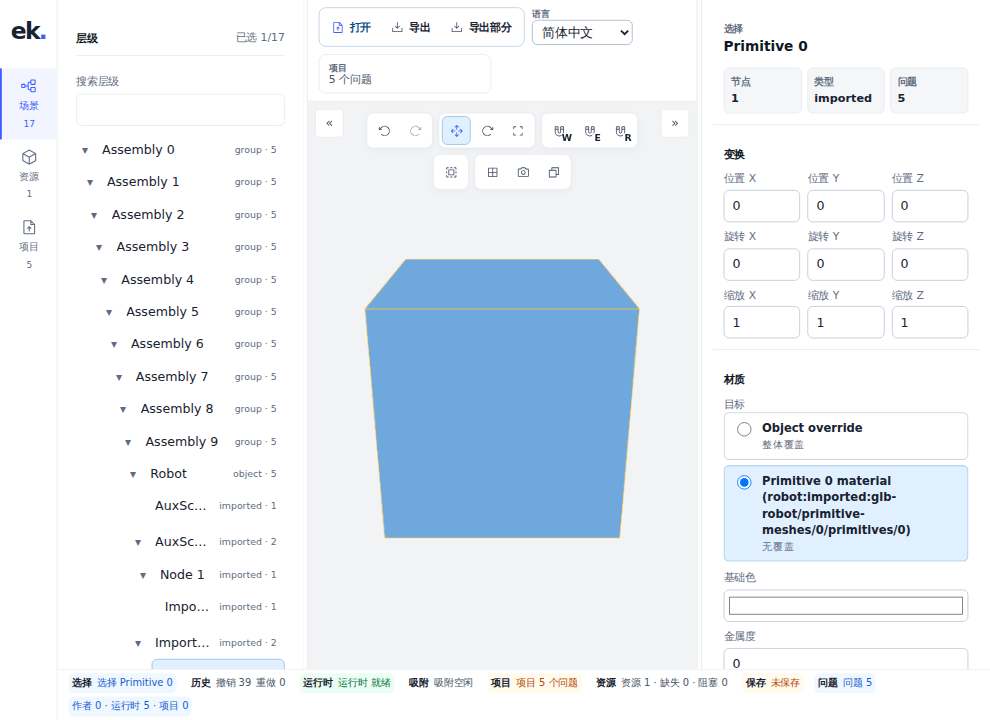 ek.
场景
17
资源
1
项目
5
层级
已选 1/17
搜索层级
▾ Assembly 0 group · 5
▾ Assembly 1 group · 5
▾ Assembly 2 group · 5
▾ Assembly 3 group · 5
▾ Assembly 4 group · 5
▾ Assembly 5 group · 5
▾ Assembly 6 group · 5
▾ Assembly 7 group · 5
▾ Assembly 8 group · 5
▾ Assembly 9 group · 5
▾ Robot object · 5
AuxSc… imported · 1
▾ AuxSc… imported · 2
▾ Node 1 imported · 1
Impo… imported · 1
▾ Import… imported · 2
打开 导出 导出部分
语言
简体中文
项目
5 个问题
« »
W E R
选择
Primitive 0
节点 类型 问题
1 imported 5
变换
位置 X 位置 Y 位置 Z
0 0 0
旋转 X 旋转 Y 旋转 Z
0 0 0
缩放 X 缩放 Y 缩放 Z
1 1 1
材质
目标
Object override
整体覆盖
Primitive 0 material
(robot:imported:glb-
robot/primitive-
meshes/0/primitives/0)
无覆盖
基础色
金属度
0
选择 选择 Primitive 0 历史 撤销 39 重做 0 运行时 运行时 就绪 吸附 吸附空闲 项目 项目 5 个问题 资源 资源 1 · 缺失 0 · 阻塞 0 保存 未保存 问题 问题 5
作者 0 · 运行时 5 · 项目 0